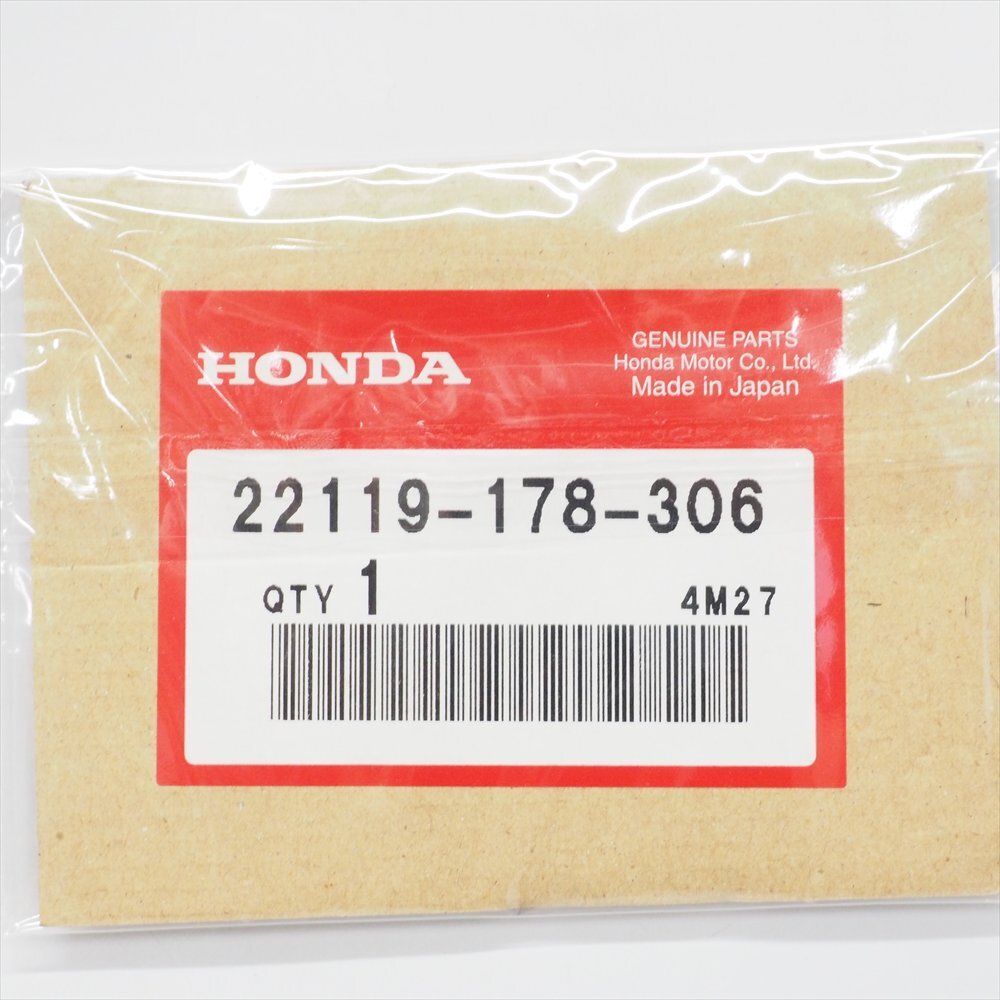 HONDA
GENUINE PARTS
Honda Motor Co., Ltd.
Made in Japan
22119-178-306
QTY 1 4M27